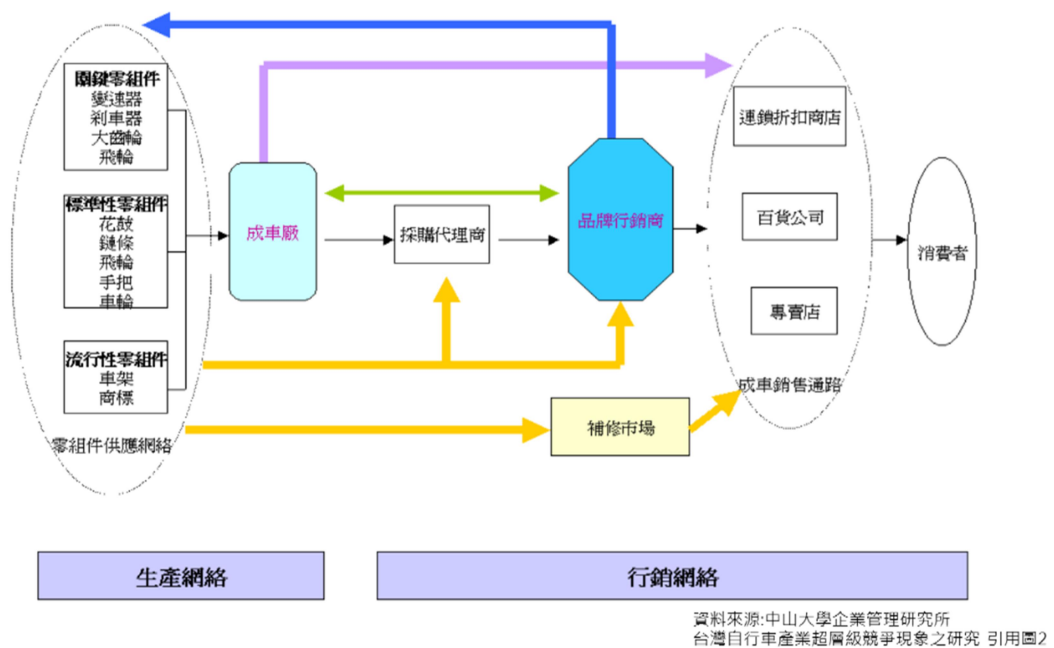 關鍵零組件
變速器
剎車器
大齒輪
飛輪
標準性零組件
花鼓
鏈條
飛輪
手把
車輪
流行性零組件
車架
商標
零組件供應網絡
成車廠
採購代理商
品牌行銷商
補修市場
連鎖折扣商店
百貨公司
專賣店
成車銷售通路
消費者
生產網絡
行銷網絡
資料來源:中山大學企業管理研究所
台灣自行車產業超層級競爭現象之研究 引用圖2